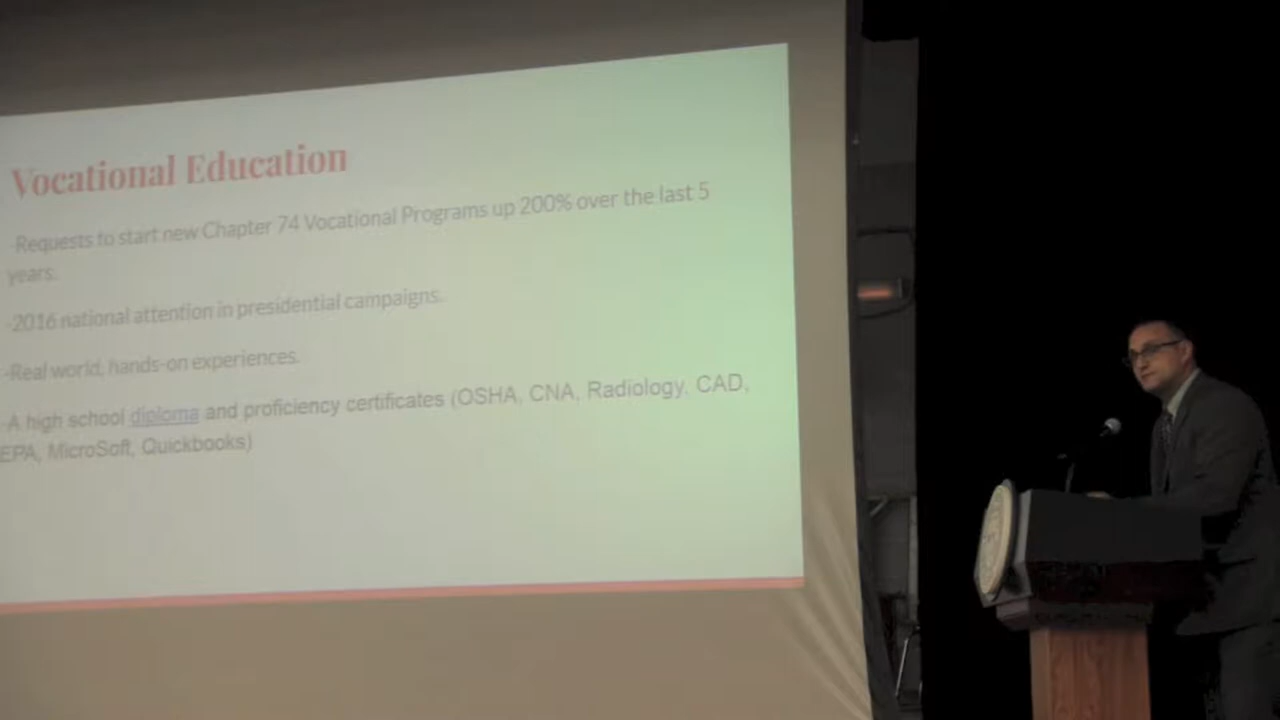 Vocational Education
-Requests to start new Chapter 74 Vocational Programs up 200% over the last 5
years.
-2016 national attention in presidential campaigns.
-Real world, hands-on experiences.
-A high school diploma and proficiency certificates (OSHA, CNA, Radiology. CAD,
EPA, MicroSoft, Quickbooks)